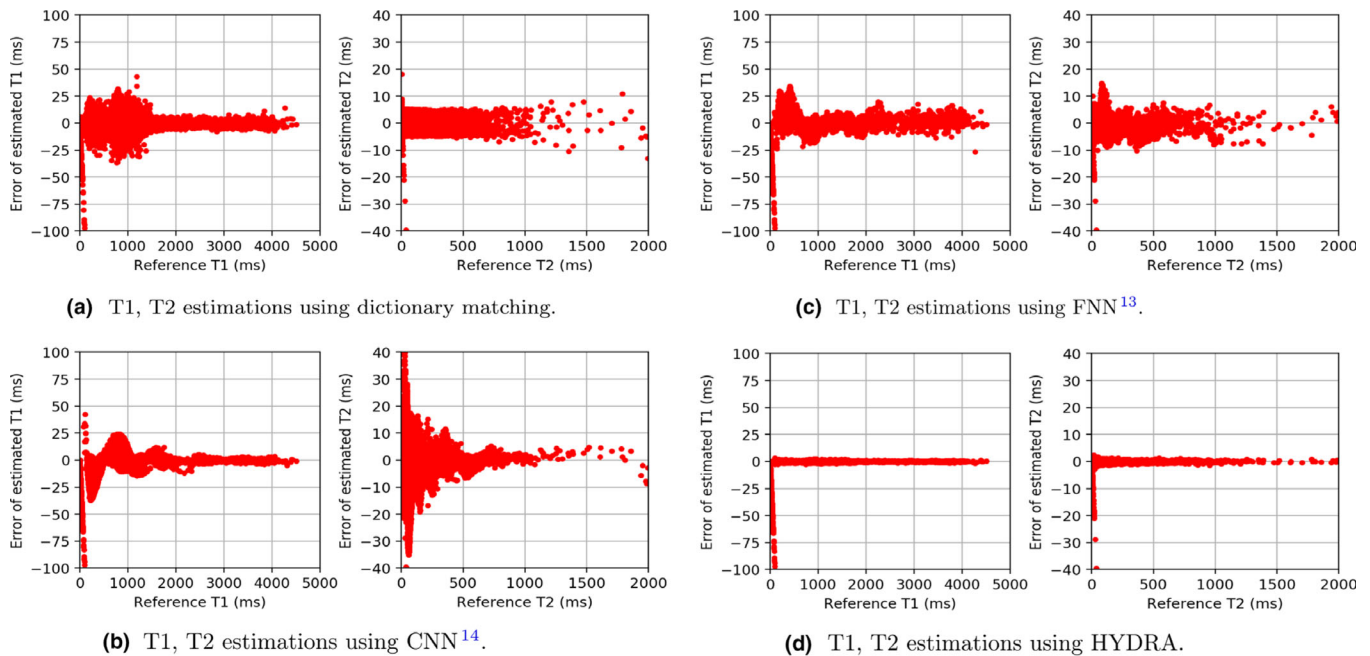 Error of estimated T1 (ms)
100
75
50
25
0
−25
−50
−75
−100
0 1000 2000 3000 4000 5000
Reference T1 (ms)
Error of estimated T2 (ms)
40
30
20
10
0
−10
−20
−30
−40
0 500 1000 1500 2000
Reference T2 (ms)
(a) T1, T2 estimations using dictionary matching.
Error of estimated T1 (ms)
100
75
50
25
0
−25
−50
−75
−100
0 1000 2000 3000 4000 5000
Reference T1 (ms)
Error of estimated T2 (ms)
40
30
20
10
0
−10
−20
−30
−40
0 500 1000 1500 2000
Reference T2 (ms)
(c) T1, T2 estimations using FNN13.
Error of estimated T1 (ms)
100
75
50
25
0
−25
−50
−75
−100
0 1000 2000 3000 4000 5000
Reference T1 (ms)
Error of estimated T2 (ms)
40
30
20
10
0
−10
−20
−30
−40
0 500 1000 1500 2000
Reference T2 (ms)
(b) T1, T2 estimations using CNN14.
Error of estimated T1 (ms)
100
75
50
25
0
−25
−50
−75
−100
0 1000 2000 3000 4000 5000
Reference T1 (ms)
Error of estimated T2 (ms)
40
30
20
10
0
−10
−20
−30
−40
0 500 1000 1500 2000
Reference T2 (ms)
(d) T1, T2 estimations using HYDRA.